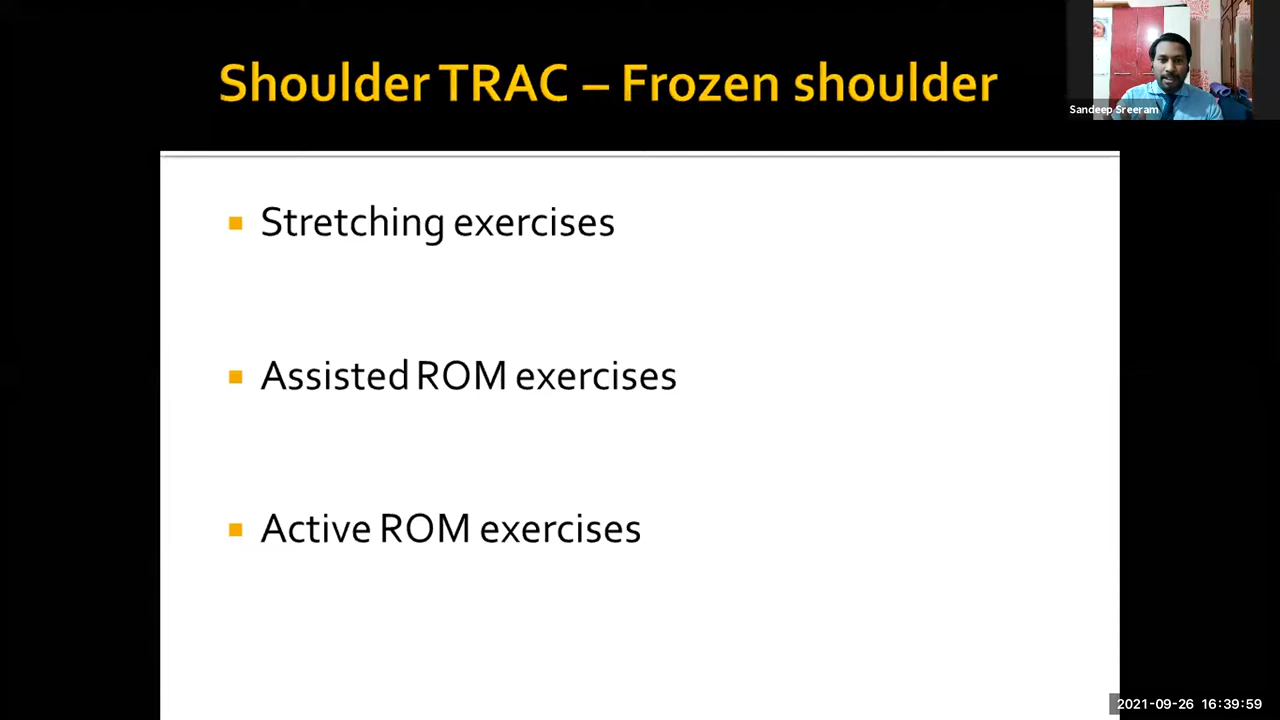 Shoulder TRAC – Frozen shoulder
Sandeep Sreeram
Stretching exercises
Assisted ROM exercises
Active ROM exercises
2021-09-26 16:39:59